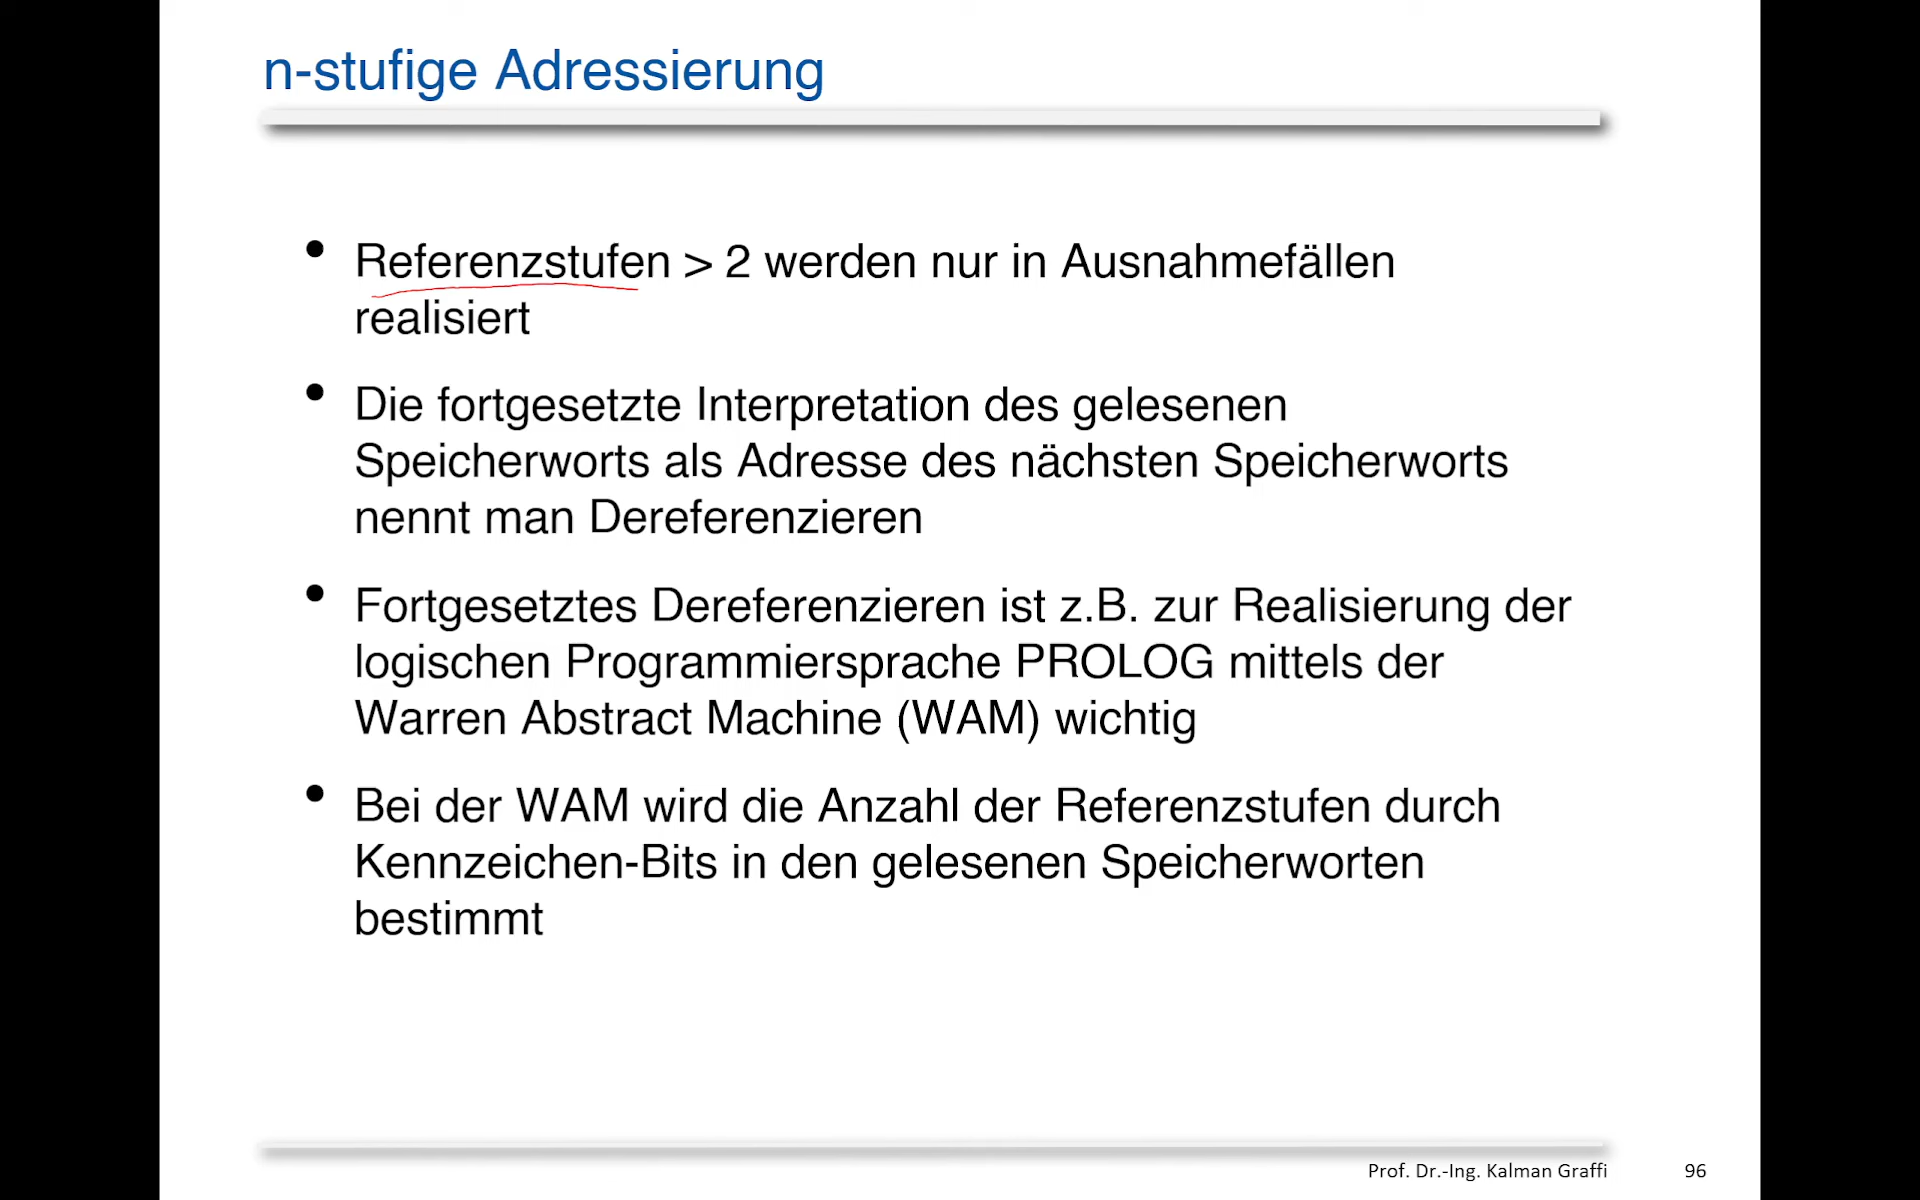 n-stufige Adressierung
• Referenzstufen > 2 werden nur in Ausnahmefällen
realisiert
• Die fortgesetzte Interpretation des gelesenen
Speicherworts als Adresse des nächsten Speicherworts
nennt man Dereferenzieren
• Fortgesetztes Dereferenzieren ist z.B. zur Realisierung der
logischen Programmiersprache PROLOG mittels der
Warren Abstract Machine (WAM) wichtig
• Bei der WAM wird die Anzahl der Referenzstufen durch
Kennzeichen-Bits in den gelesenen Speicherworten
bestimmt
Prof. Dr.-Ing. Kalman Graffi 96